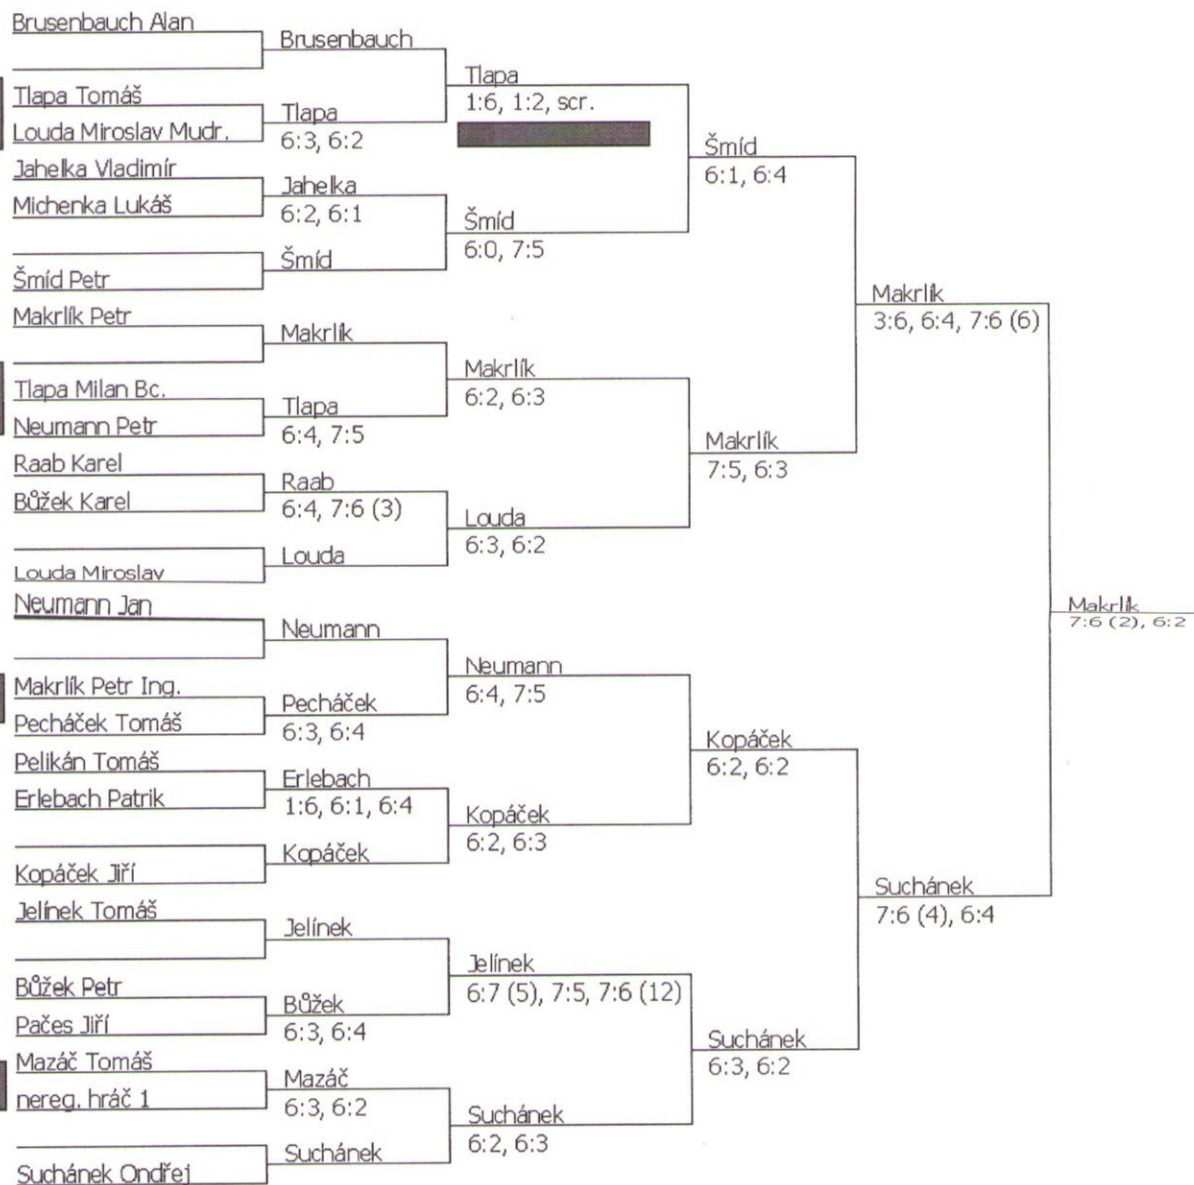 Brusenbauch Alan
Tlapa Tomáš
Louda Miroslav Mudr.
Jahelka Vladimír
Michenka Lukáš
Šmíd Petr
Makrlík Petr
Tlapa Milan Bc.
Neumann Petr
Raab Karel
Bůžek Karel
Louda Miroslav
Neumann Jan
Makrlík Petr Ing.
Pecháček Tomáš
Pelikán Tomáš
Erlebach Patrik
Kopáček Jiří
Jelínek Tomáš
Bůžek Petr
Pačes Jiří
Mazáč Tomáš
nereg. hráč 1
Suchánek Ondřej
Brusenbauch
Tlapa
6:3, 6:2
Jahelka
6:2, 6:1
Šmíd
Makrlík
Tlapa
6:4, 7:5
Raab
6:4, 7:6 (3)
Louda
Neumann
Pecháček
6:3, 6:4
Erlebach
1:6, 6:1, 6:4
Kopáček
Jelínek
Bůžek
6:3, 6:4
Mazáč
6:3, 6:2
Suchánek
Tlapa
1:6, 1:2, scr.
Šmíd
6:0, 7:5
Makrlík
6:2, 6:3
Louda
6:3, 6:2
Neumann
6:4, 7:5
Kopáček
6:2, 6:3
Jelínek
6:7 (5), 7:5, 7:6 (12)
Suchánek
6:2, 6:3
Šmíd
6:1, 6:4
Makrlík
7:5, 6:3
Kopáček
6:2, 6:2
Suchánek
6:3, 6:2
Makrlík
3:6, 6:4, 7:6 (6)
Suchánek
7:6 (4), 6:4
Makrlík
7:6 (2), 6:2